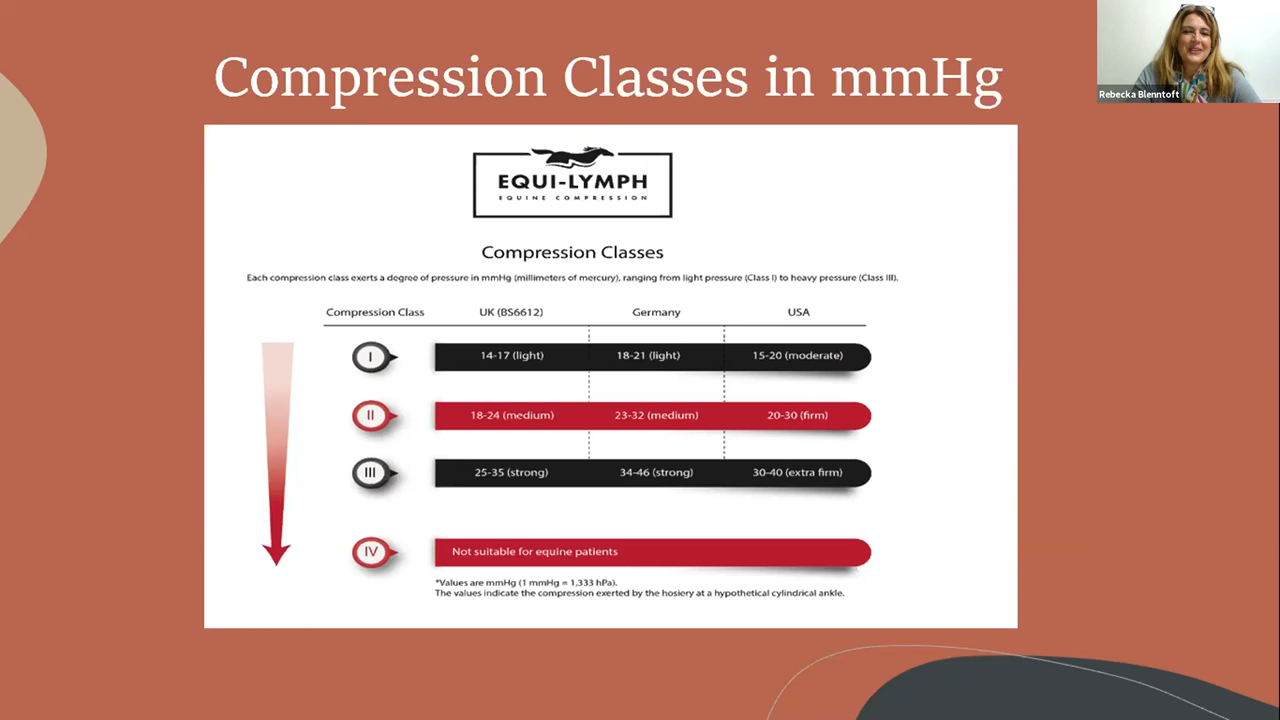 Compression Classes in mmHg
Rebecka Blenntoft
EQUI-LYMPH
EQUINE COMPRESSION
Compression Classes
Each compression class exerts a degree of pressure in mmHg (millimeters of mercury), ranging from light pressure (Class I) to heavy pressure (Class III).
Compression Class UK (BS6612) Germany USA
I 14-17 (light) 18-21 (light) 15-20 (moderate)
II 18-24 (medium) 23-32 (medium) 20-30 (firm)
III 25-35 (strong) 34-46 (strong) 30-40 (extra firm)
IV Not suitable for equine patients
*Values are mmHg (1 mmHg = 1,333 hPa).
The values indicate the compression exerted by the hosiery at a hypothetical cylindrical ankle.